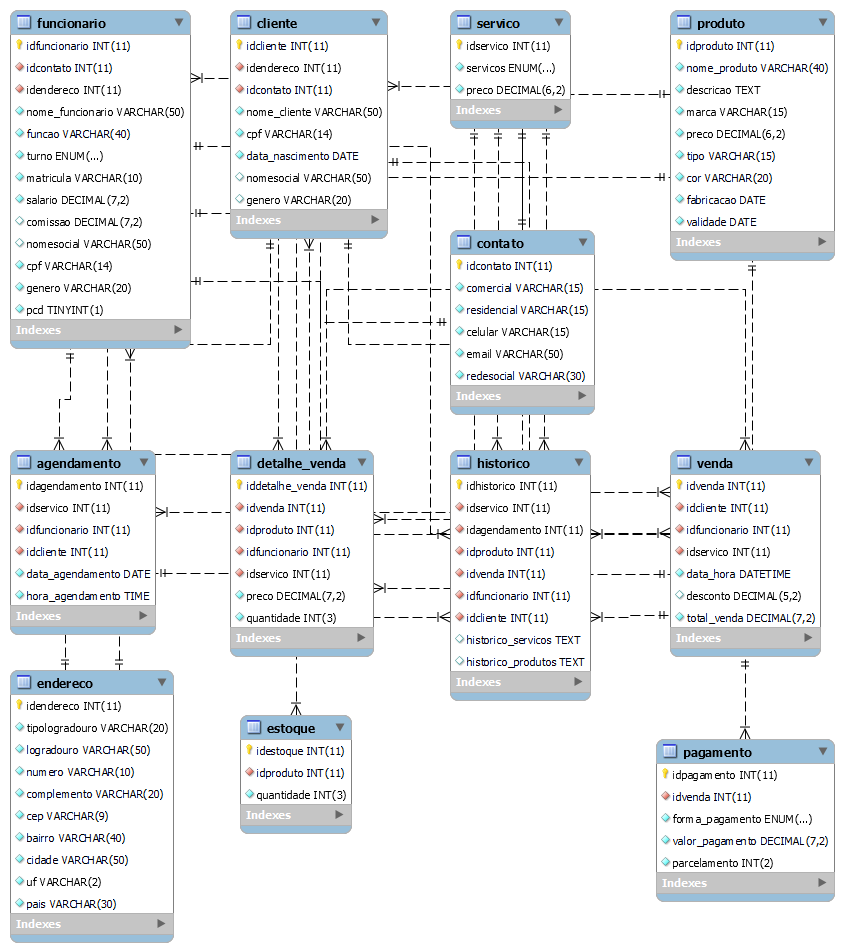 funcionario
idfuncionario INT(11)
idcontato INT(11)
idendereco INT(11)
nome_funcionario VARCHAR(50)
funcao VARCHAR(40)
turno ENUM(...)
matricula VARCHAR(10)
salario DECIMAL(7,2)
comissao DECIMAL(7,2)
nomesocial VARCHAR(50)
cpf VARCHAR(14)
genero VARCHAR(20)
pcd TINYINT(1)
Indexes
cliente
idcliente INT(11)
idendereco INT(11)
idcontato INT(11)
nome_cliente VARCHAR(50)
cpf VARCHAR(14)
data_nascimento DATE
nomesocial VARCHAR(50)
genero VARCHAR(20)
Indexes
servico
idservico INT(11)
servicos ENUM(...)
preco DECIMAL(6,2)
Indexes
produto
idproduto INT(11)
nome_produto VARCHAR(40)
descricao TEXT
marca VARCHAR(15)
preco DECIMAL(6,2)
tipo VARCHAR(15)
cor VARCHAR(20)
fabricacao DATE
validade DATE
Indexes
contato
idcontato INT(11)
comercial VARCHAR(15)
residencial VARCHAR(15)
celular VARCHAR(15)
email VARCHAR(50)
redesocial VARCHAR(30)
Indexes
agendamento
idagendamento INT(11)
idservico INT(11)
idfuncionario INT(11)
idcliente INT(11)
data_agendamento DATE
hora_agendamento TIME
Indexes
detalhe_venda
iddetalhe_venda INT(11)
idvenda INT(11)
idproduto INT(11)
idfuncionario INT(11)
idservico INT(11)
preco DECIMAL(7,2)
quantidade INT(3)
Indexes
historico
idhistorico INT(11)
idservico INT(11)
idagendamento INT(11)
idproduto INT(11)
idvenda INT(11)
idfuncionario INT(11)
idcliente INT(11)
historico_servicos TEXT
historico_produtos TEXT
Indexes
venda
idvenda INT(11)
idcliente INT(11)
idfuncionario INT(11)
idservico INT(11)
data_hora DATETIME
desconto DECIMAL(5,2)
total_venda DECIMAL(7,2)
Indexes
endereco
idendereco INT(11)
tipologradouro VARCHAR(20)
logradouro VARCHAR(50)
numero VARCHAR(10)
complemento VARCHAR(20)
cep VARCHAR(9)
bairro VARCHAR(40)
cidade VARCHAR(50)
uf VARCHAR(2)
pais VARCHAR(30)
Indexes
estoque
idestoque INT(11)
idproduto INT(11)
quantidade INT(3)
Indexes
pagamento
idpagamento INT(11)
idvenda INT(11)
forma_pagamento ENUM(...)
valor_pagamento DECIMAL(7,2)
parcelamento INT(2)
Indexes